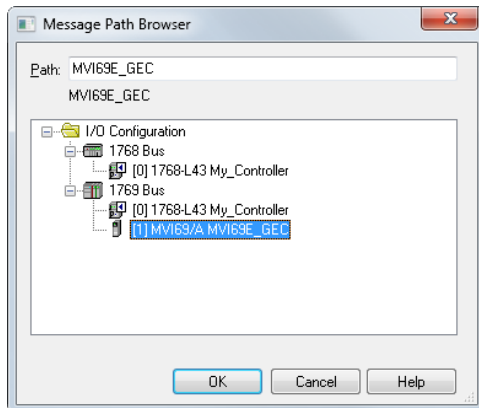 Message Path Browser
Path: MVI69E_GEC
MVI69E_GEC
I/O Configuration
1768 Bus
[0] 1768-L43 My_Controller
1769 Bus
[0] 1768-L43 My_Controller
[1] MVI69/A MVI69E_GEC
OK Cancel Help